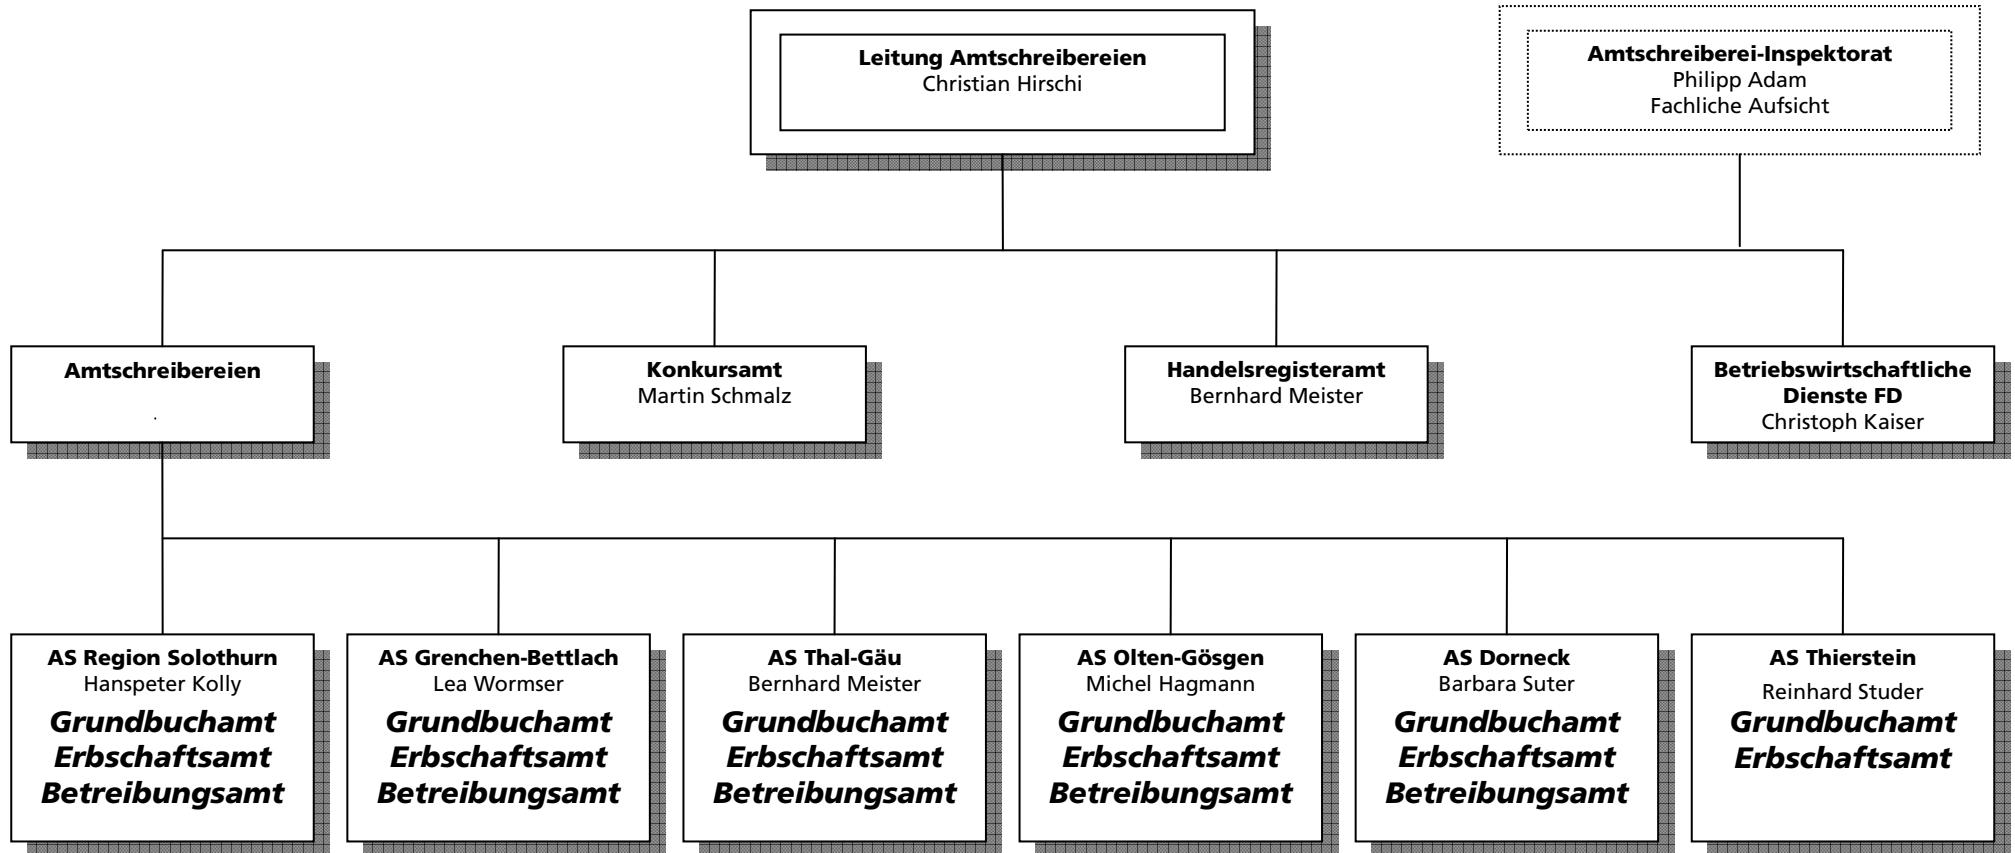 Leitung Amtschreibereien
Christian Hirschi
Amtschreiberei-Inspektorat
Philipp Adam
Fachliche Aufsicht
Amtschreibereien
.
Konkursamt
Martin Schmalz
Handelsregisteramt
Bernhard Meister
Betriebswirtschaftliche
Dienste FD
Christoph Kaiser
AS Region Solothurn
Hanspeter Kolly
Grundbuchamt
Erbschaftsamt
Betreibungsamt
AS Grenchen-Bettlach
Lea Wormser
Grundbuchamt
Erbschaftsamt
Betreibungsamt
AS Thal-Gäu
Bernhard Meister
Grundbuchamt
Erbschaftsamt
Betreibungsamt
AS Olten-Gösgen
Michel Hagmann
Grundbuchamt
Erbschaftsamt
Betreibungsamt
AS Dorneck
Barbara Suter
Grundbuchamt
Erbschaftsamt
Betreibungsamt
AS Thierstein
Reinhard Studer
Grundbuchamt
Erbschaftsamt